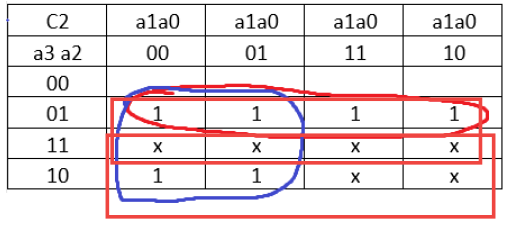 C2 a1a0 a1a0 a1a0 a1a0
a3 a2 00 01 11 10
00
01 1 1 1 1
11 x x x x
10 1 1 x x